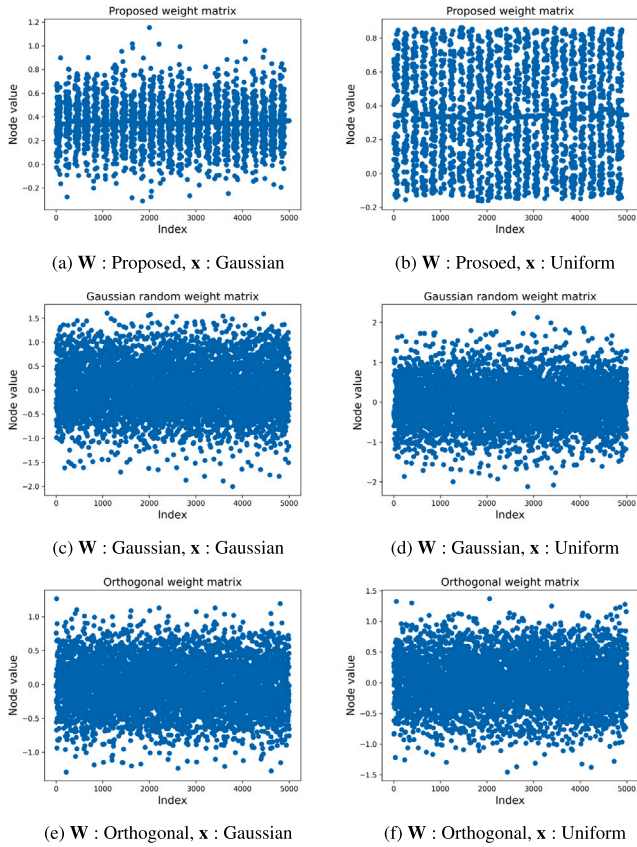 Proposed weight matrix
1.2
1.0
0.8
0.6
0.4
0.2
0.0
−0.2
Node value
0 1000 2000 3000 4000 5000
Index
(a) W : Proposed, x : Gaussian
Proposed weight matrix
0.8
0.6
0.4
0.2
0.0
−0.2
Node value
0 1000 2000 3000 4000 5000
Index
(b) W : Prosoed, x : Uniform
Gaussian random weight matrix
1.5
1.0
0.5
0.0
−0.5
−1.0
−1.5
−2.0
Node value
0 1000 2000 3000 4000 5000
Index
(c) W : Gaussian, x : Gaussian
Gaussian random weight matrix
2
1
0
−1
−2
Node value
0 1000 2000 3000 4000 5000
Index
(d) W : Gaussian, x : Uniform
Orthogonal weight matrix
1.0
0.5
0.0
−0.5
−1.0
Node value
0 1000 2000 3000 4000 5000
Index
(e) W : Orthogonal, x : Gaussian
Orthogonal weight matrix
1.5
1.0
0.5
0.0
−0.5
−1.0
−1.5
Node value
0 1000 2000 3000 4000 5000
Index
(f) W : Orthogonal, x : Uniform